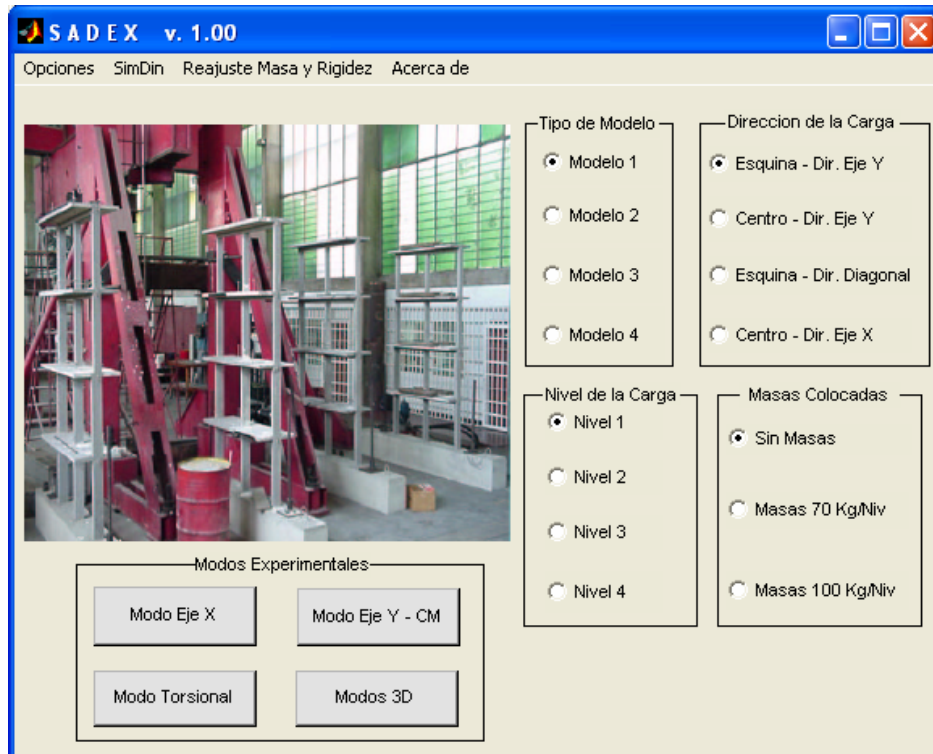 S A D E X v. 1.00
Opciones SimDin Reajuste Masa y Rigidez Acerca de
Tipo de Modelo
Modelo 1
Modelo 2
Modelo 3
Modelo 4
Direccion de la Carga
Esquina - Dir. Eje Y
Centro - Dir. Eje Y
Esquina - Dir. Diagonal
Centro - Dir. Eje X
Nivel de la Carga
Nivel 1
Nivel 2
Nivel 3
Nivel 4
Masas Colocadas
Sin Masas
Masas 70 Kg/Niv
Masas 100 Kg/Niv
Modos Experimentales
Modo Eje X
Modo Eje Y - CM
Modo Torsional
Modos 3D